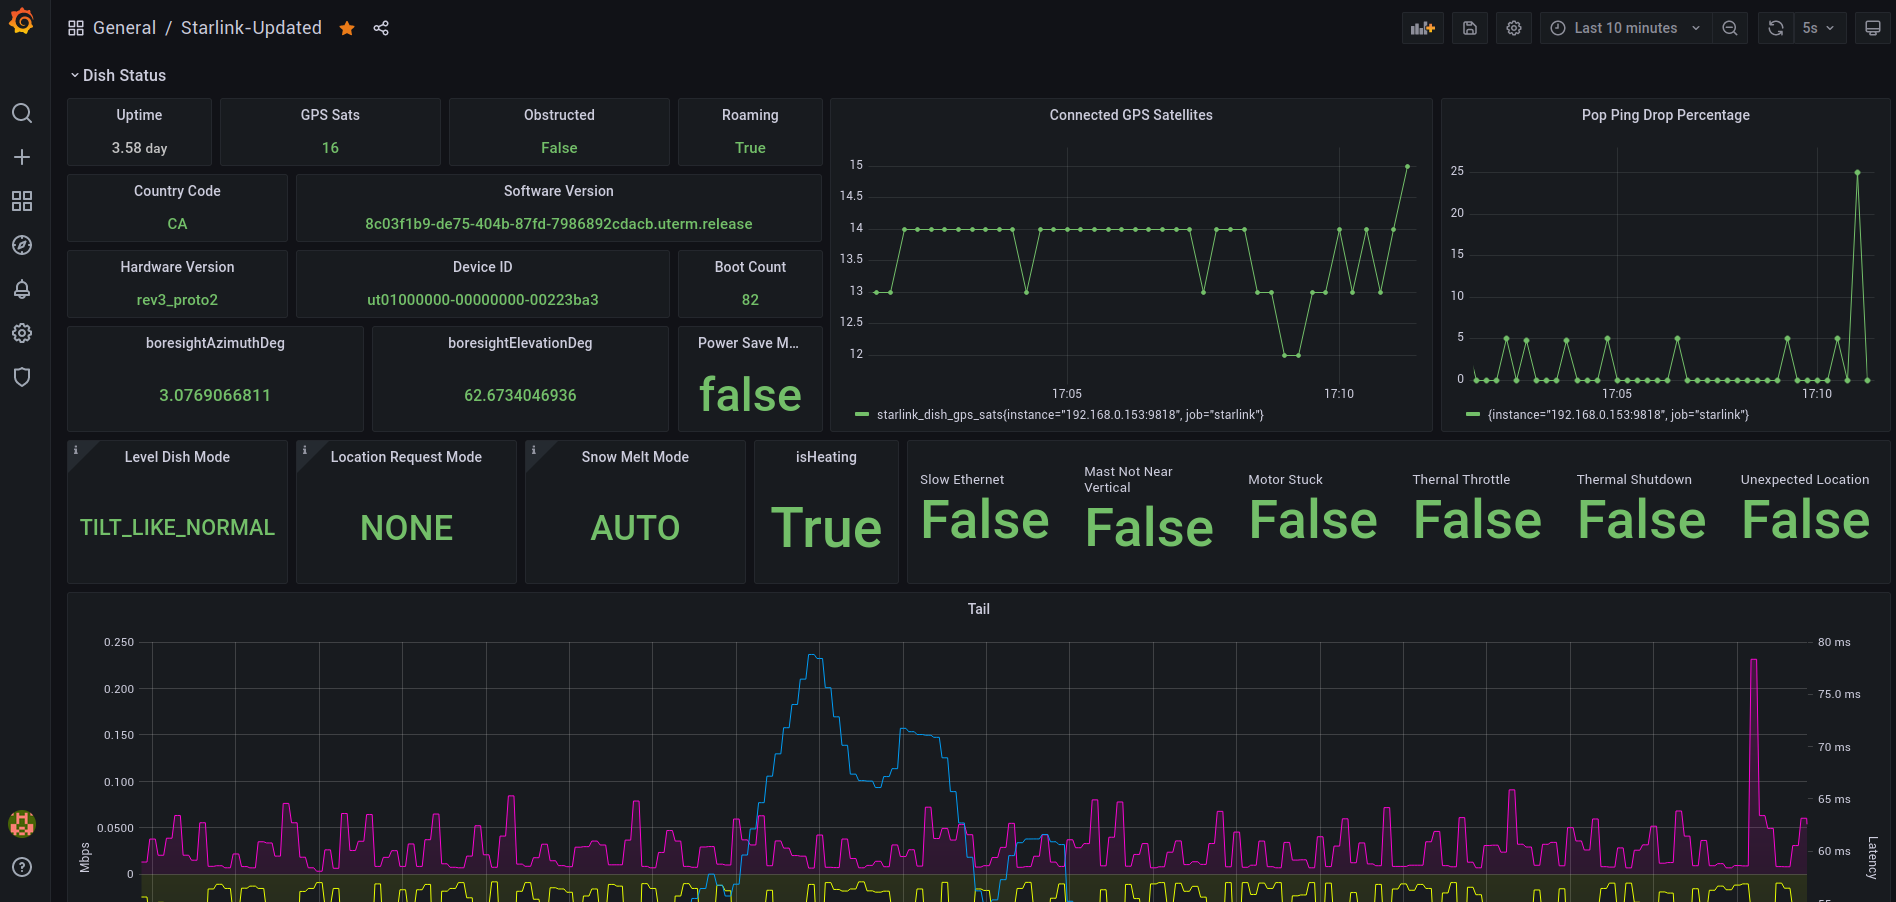 General / Starlink-Updated
Last 10 minutes
5s
Dish Status
Uptime
3.58 day
GPS Sats
16
Obstructed
False
Roaming
True
Country Code
CA
Software Version
8c03f1b9-de75-404b-87fd-7986892cdacb.uterm.release
Hardware Version
rev3_proto2
Device ID
ut01000000-00000000-00223ba3
Boot Count
82
boresightAzimuthDeg
3.0769066811
boresightElevationDeg
62.6734046936
Power Save M...
false
Connected GPS Satellites
15
14.5
14
13.5
13
12.5
12
17:05
17:10
starlink_dish_gps_sats{instance="192.168.0.153:9818", job="starlink"}
Pop Ping Drop Percentage
25
20
15
10
5
0
17:05
17:10
{instance="192.168.0.153:9818", job="starlink"}
i
Level Dish Mode
TILT_LIKE_NORMAL
i
Location Request Mode
NONE
i
Snow Melt Mode
AUTO
isHeating
True
Slow Ethernet
False
Mast Not Near
Vertical
False
Motor Stuck
False
Thernal Throttle
False
Thermal Shutdown
False
Unexpected Location
False
Tail
0.250
0.200
0.150
0.100
0.0500
0
Mbps
80 ms
75.0 ms
70 ms
65 ms
60 ms
Latency